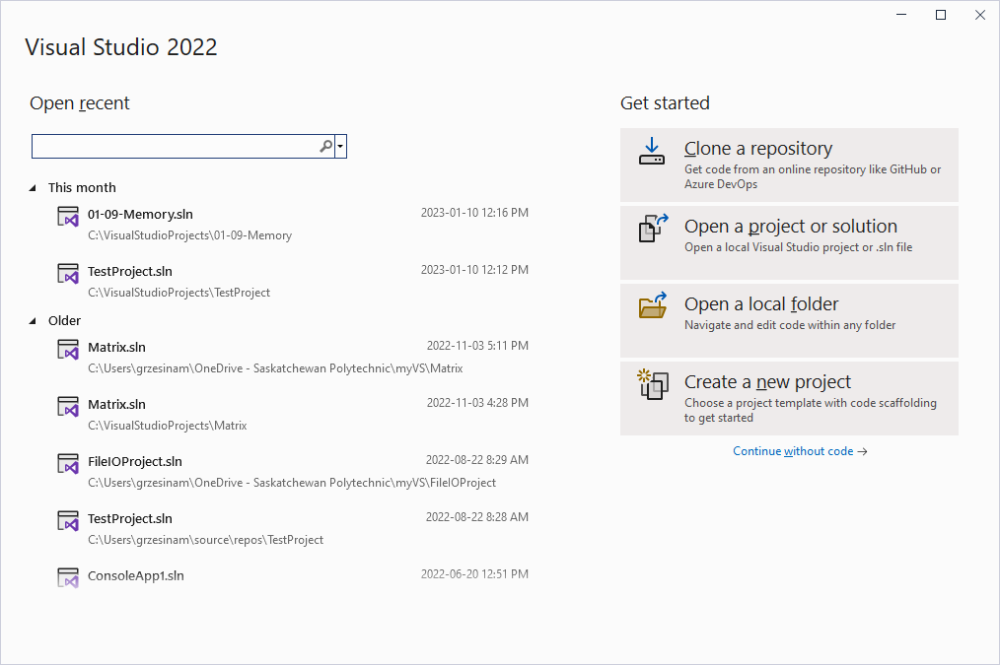 Visual Studio 2022
Open recent
This month
01-09-Memory.sln 2023-01-10 12:16 PM
C:\VisualStudioProjects\01-09-Memory
TestProject.sln 2023-01-10 12:12 PM
C:\VisualStudioProjects\TestProject
Older
Matrix.sln 2022-11-03 5:11 PM
C:\Users\grzesinam\OneDrive - Saskatchewan Polytechnic\myVS\Matrix
Matrix.sln 2022-11-03 4:28 PM
C:\VisualStudioProjects\Matrix
FileIOProject.sln 2022-08-22 8:29 AM
C:\Users\grzesinam\OneDrive - Saskatchewan Polytechnic\myVS\FileIOProject
TestProject.sln 2022-08-22 8:28 AM
C:\Users\grzesinam\source\repos\TestProject
ConsoleApp1.sln 2022-06-20 12:51 PM
Get started
Clone a repository
Get code from an online repository like GitHub or
Azure DevOps
Open a project or solution
Open a local Visual Studio project or .sln file
Open a local folder
Navigate and edit code within any folder
Create a new project
Choose a project template with code scaffolding
to get started
Continue without code →